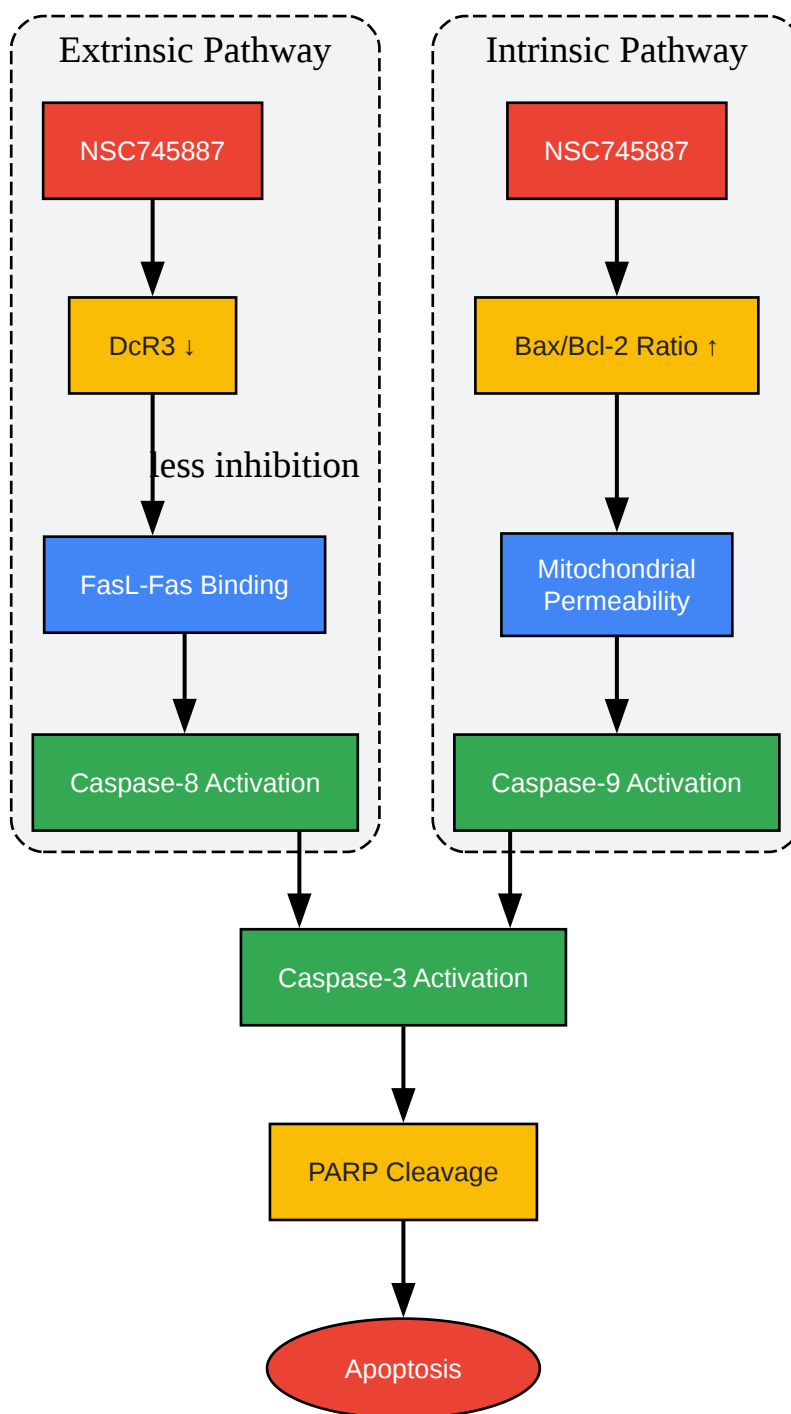 Extrinsic Pathway
NSC745887
DcR3 ↓
less inhibition
FasL-Fas Binding
Caspase-8 Activation
Intrinsic Pathway
NSC745887
Bax/Bcl-2 Ratio ↑
Mitochondrial
Permeability
Caspase-9 Activation
Caspase-3 Activation
PARP Cleavage
Apoptosis